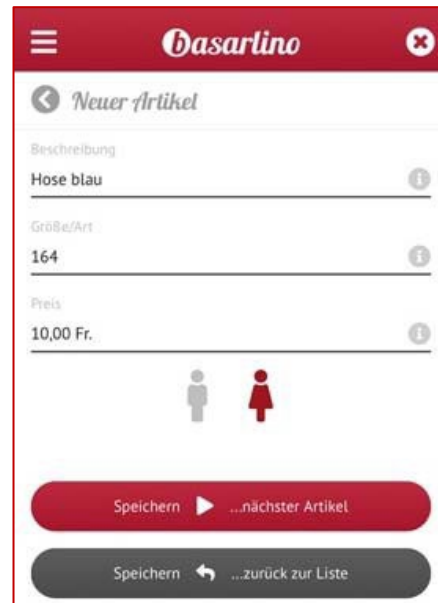 basarlino
Neuer Artikel
Beschreibung
Hose blau
Größe/Art
164
Preis
10,00 Fr.
Speichern ...nächster Artikel
Speichern ...zurück zur Liste